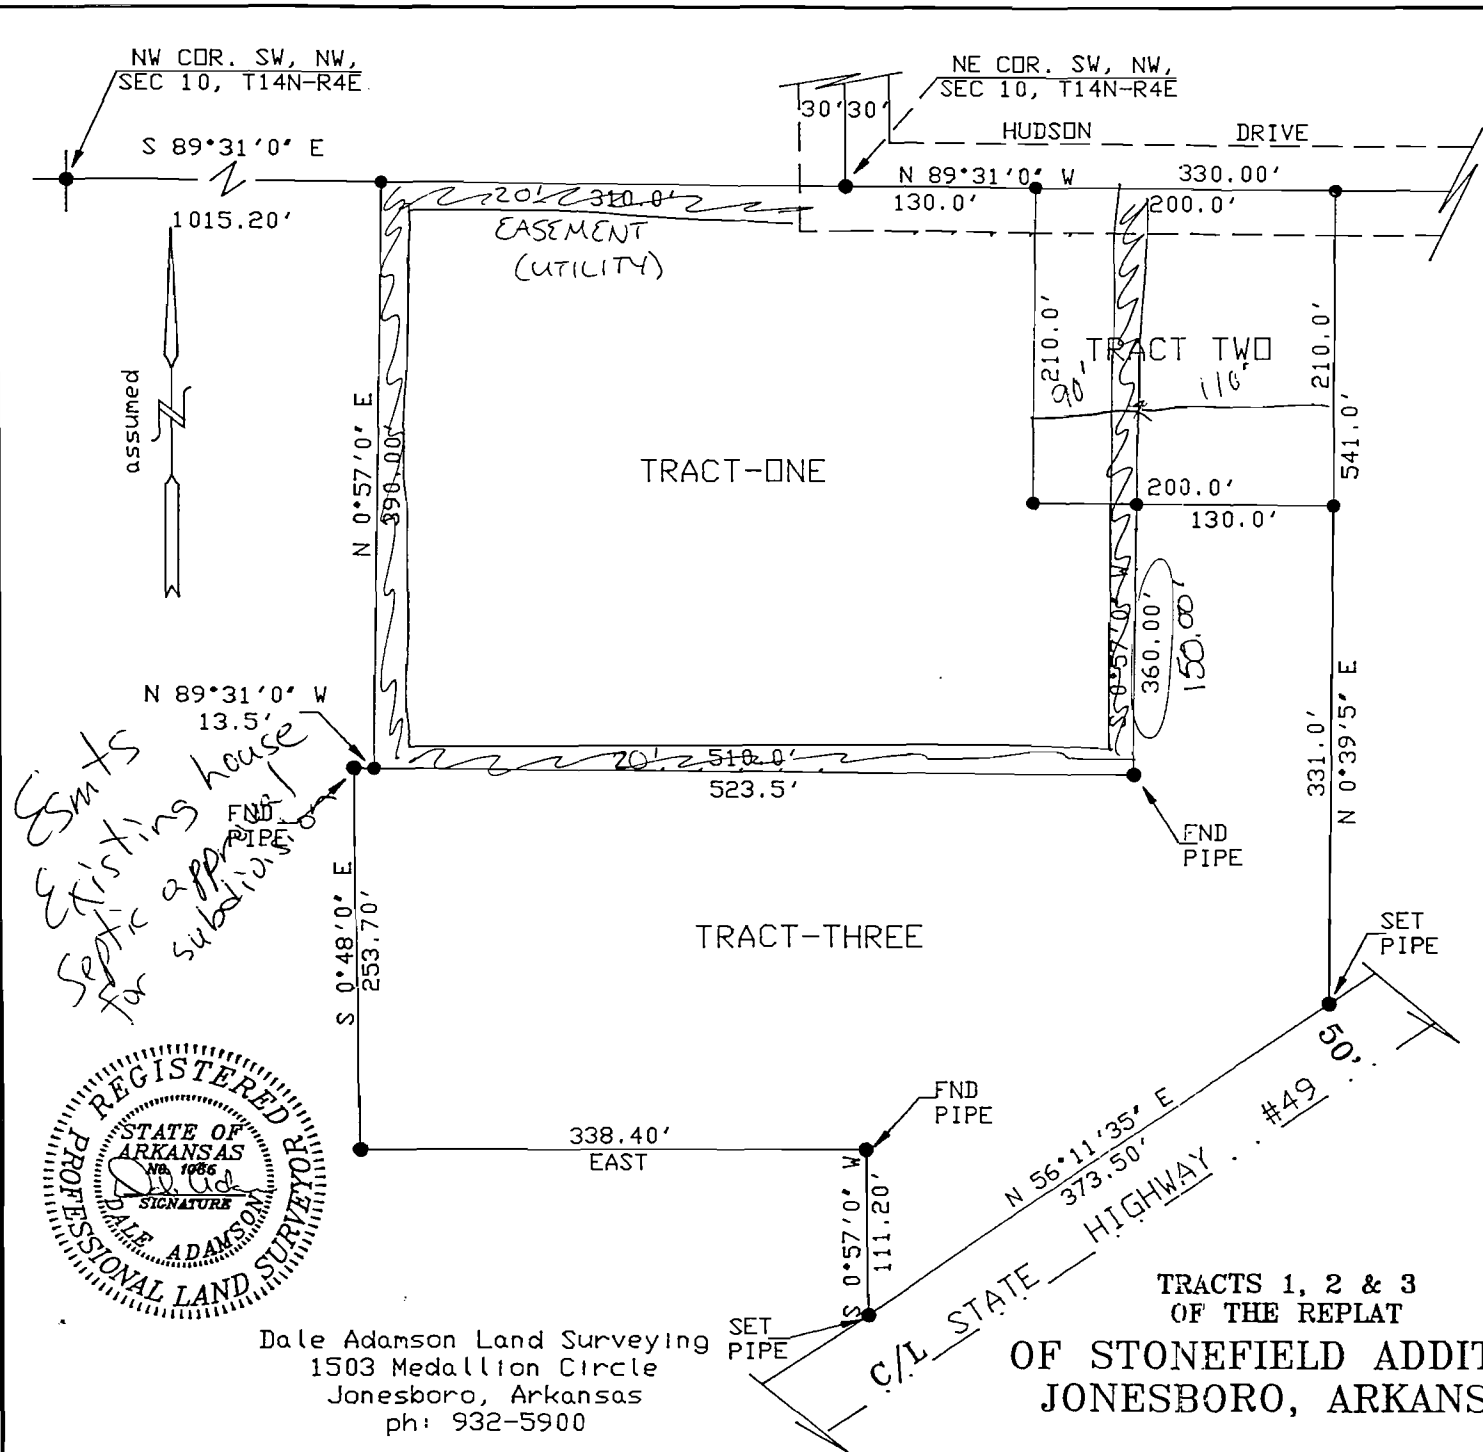 NW COR. SW, NW,
SEC 10, T14N-R4E
NE COR. SW, NW,
SEC 10, T14N-R4E
30' 30'
HUDSON DRIVE
S 89°31'0" E
1015.20'
20' 310.0'
EASEMENT
(UTILITY)
N 89°31'0" W
130.0'
330.00'
200.0'
assumed
N 0°57'0" E
390.00'
210.0'
TRACT TWO
90'
110'
210.0'
541.0'
TRACT-ONE
200.0'
130.0'
S 0°57'0" W
360.00'
150.00'
N 89°31'0" W
13.5'
20' 510.0'
523.5'
331.0'
N 0°39'5" E
Esmts
Existing house
Septic approval
for subdivision
FND
PIPE
FND
PIPE
S 0°48'0" E
253.70'
TRACT-THREE
SET
PIPE
50'
338.40'
EAST
FND
PIPE
S 0°57'0" W
111.20'
N 56°11'35" E
373.50'
C/L STATE HIGHWAY #49
SET
PIPE
REGISTERED
PROFESSIONAL LAND SURVEYOR
STATE OF
ARKANSAS
No. 1066
SIGNATURE
DALE ADAMSON
Dale Adamson Land Surveying
1503 Medallion Circle
Jonesboro, Arkansas
ph: 932-5900
TRACTS 1, 2 & 3
OF THE REPLAT
OF STONEFIELD ADDIT
JONESBORO, ARKANS